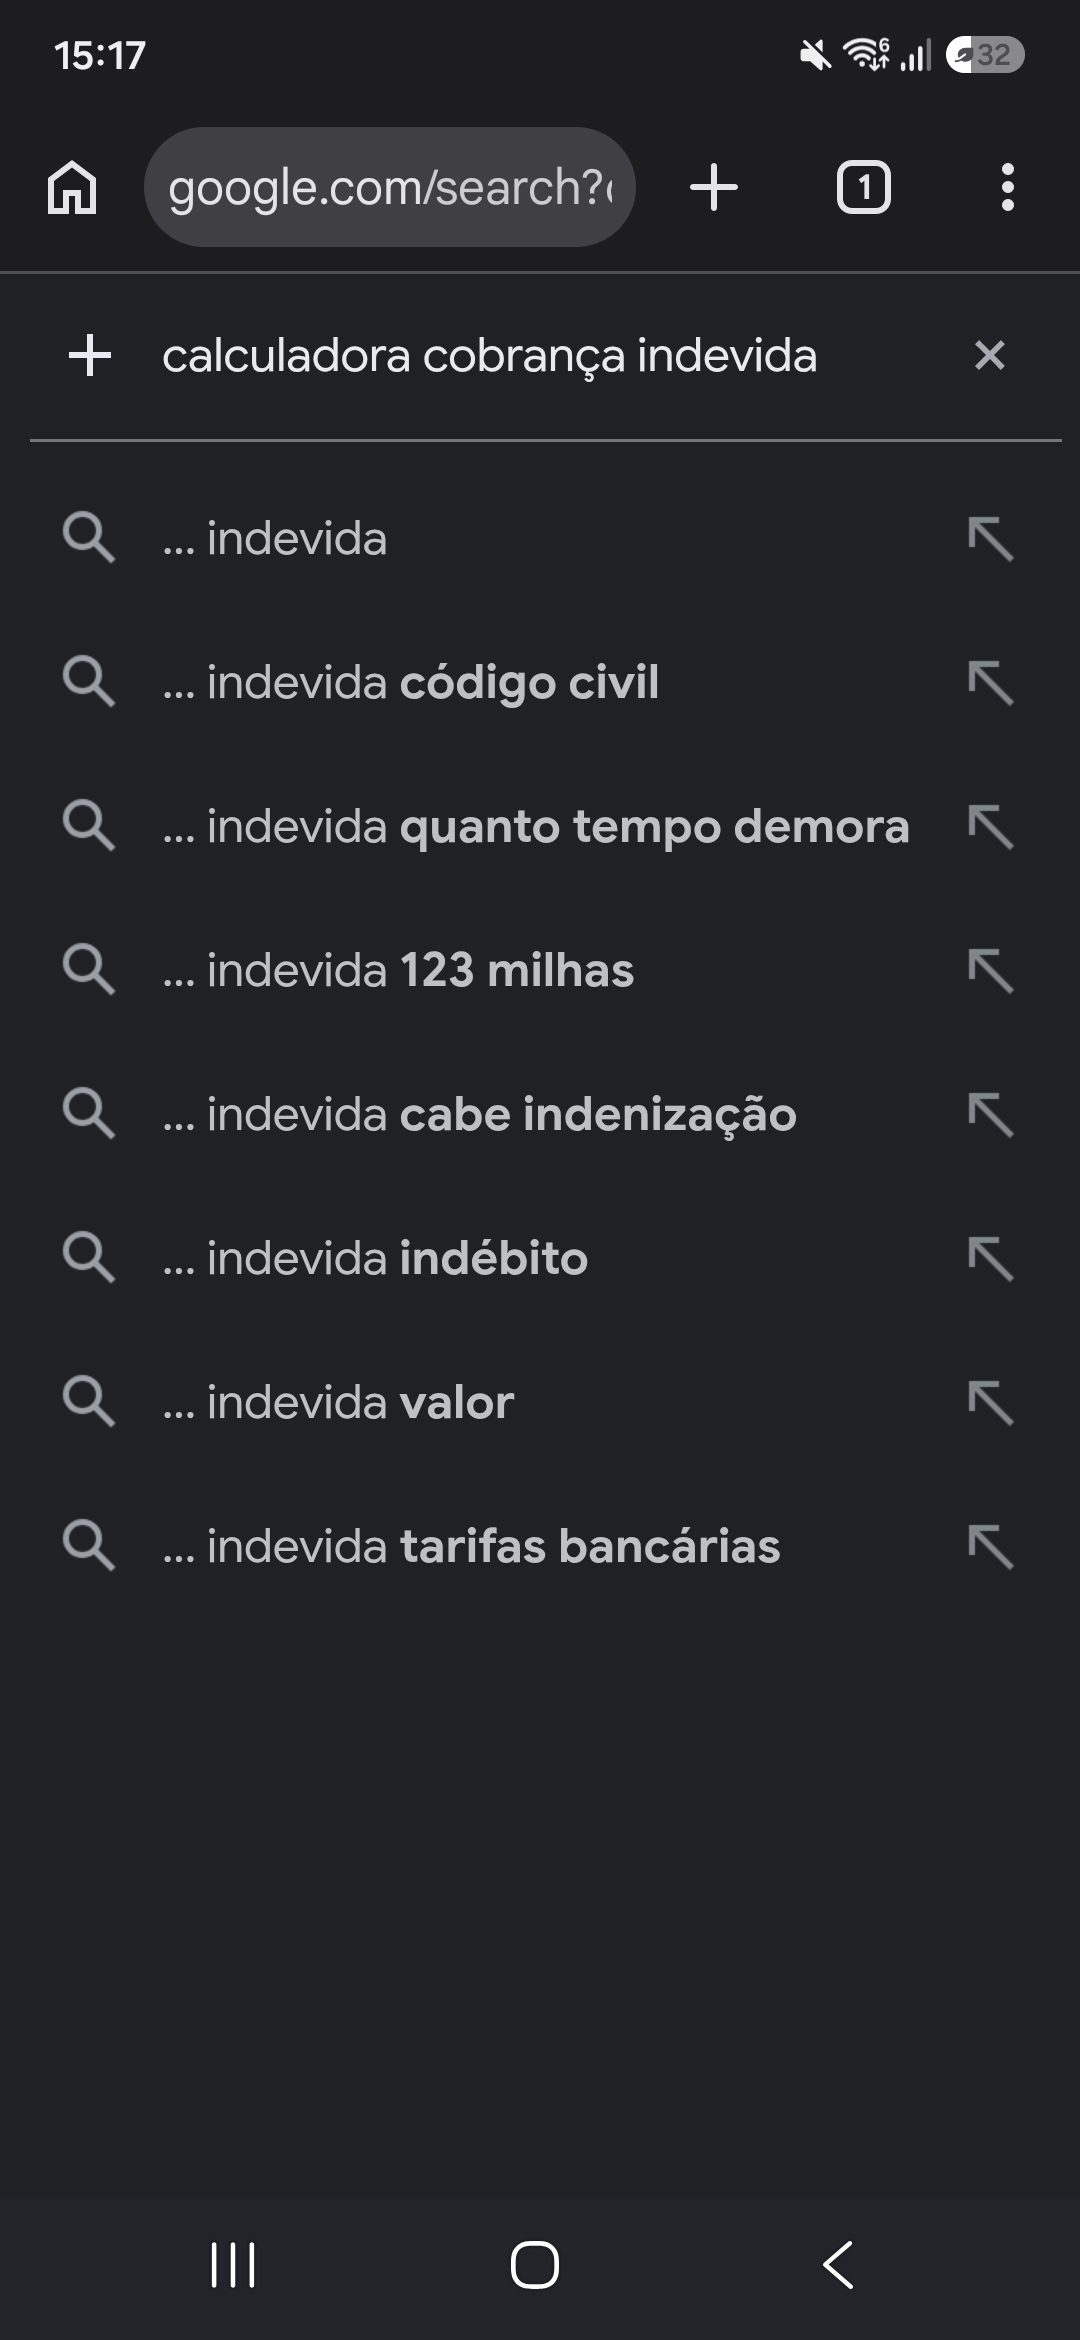 15:17
6
32
google.com/search?
1
calculadora cobrança indevida
... indevida
... indevida código civil
... indevida quanto tempo demora
... indevida 123 milhas
... indevida cabe indenização
... indevida indébito
... indevida valor
... indevida tarifas bancárias